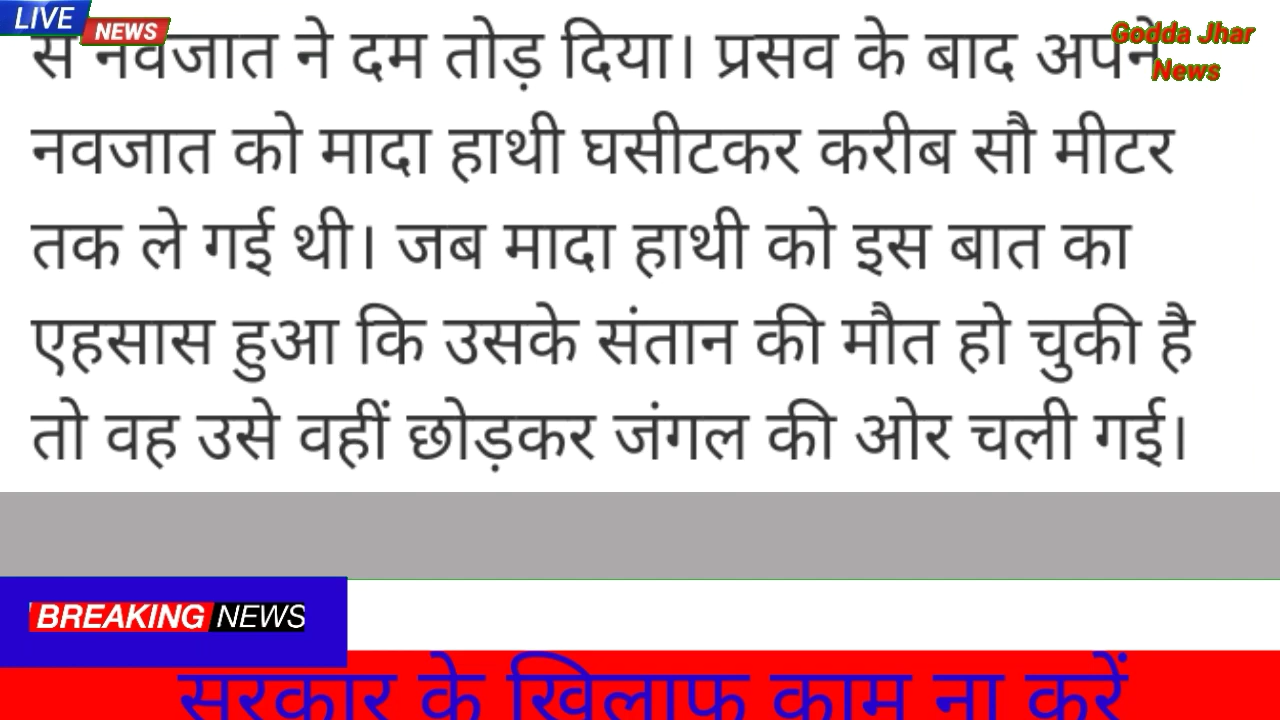 LIVE
NEWS
Godda Jhar
News
से नवजात ने दम तोड़ दिया। प्रसव के बाद अपने
नवजात को मादा हाथी घसीटकर करीब सौ मीटर
तक ले गई थी। जब मादा हाथी को इस बात का
एहसास हुआ कि उसके संतान की मौत हो चुकी है
तो वह उसे वहीं छोड़कर जंगल की ओर चली गई।
BREAKING NEWS
सरकार के खिलाफ काम ना करें